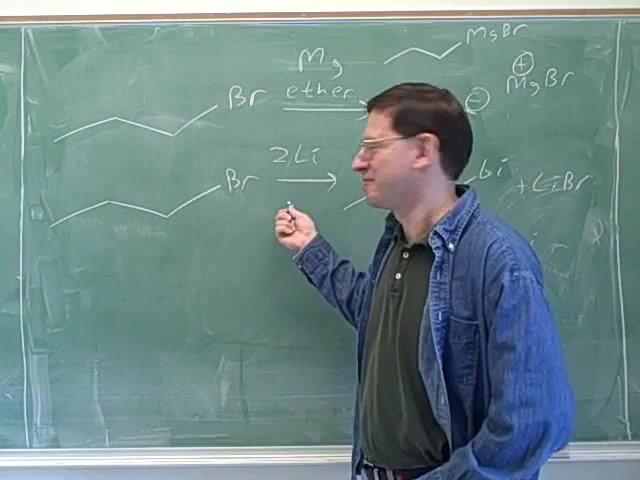 Mg MgBr
Br ether ⊖ ⊕ MgBr
Br 2Li Li + LiBr